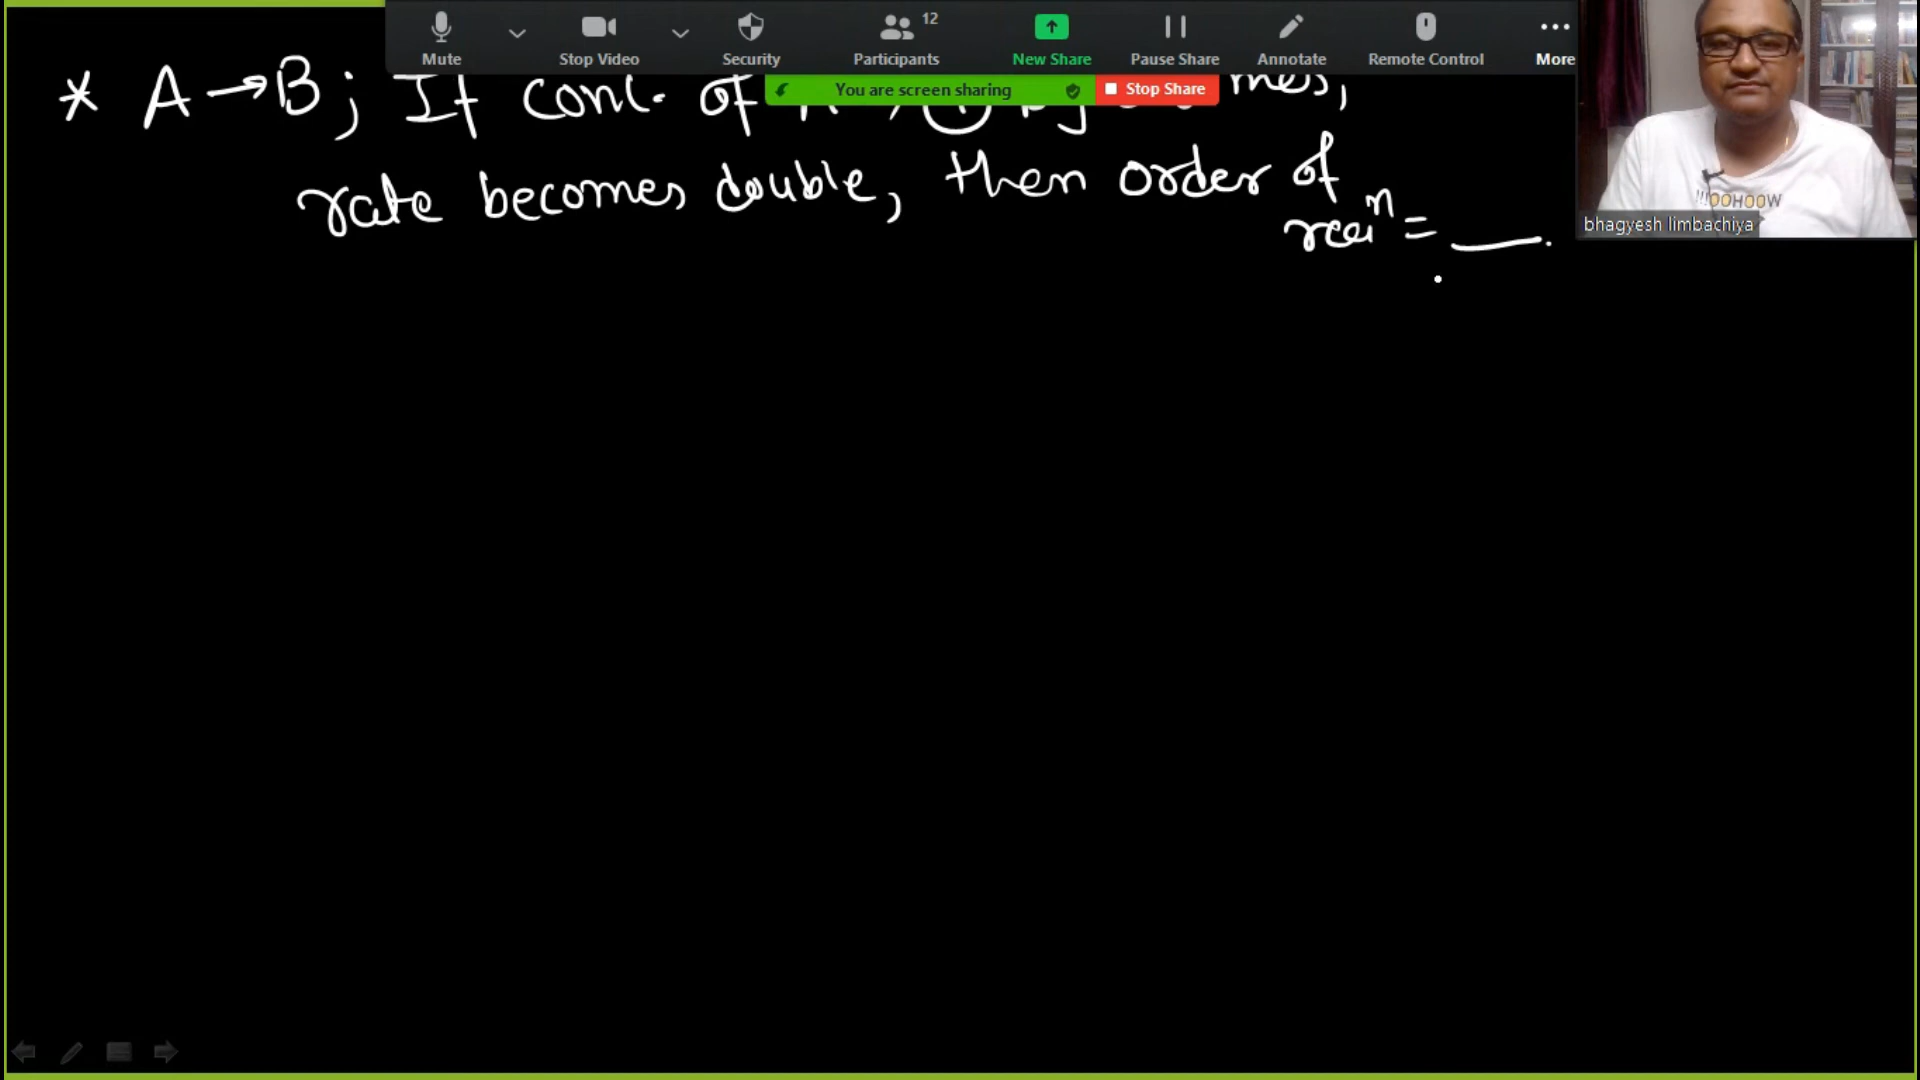 Mute
Stop Video
Security
12
Participants
New Share
Pause Share
Annotate
Remote Control
More
You are screen sharing
Stop Share
* A→B; If conc. of
rate becomes double, then order of
reaⁿ = ___.
!!!OOHOOW
bhagyesh limbachiya